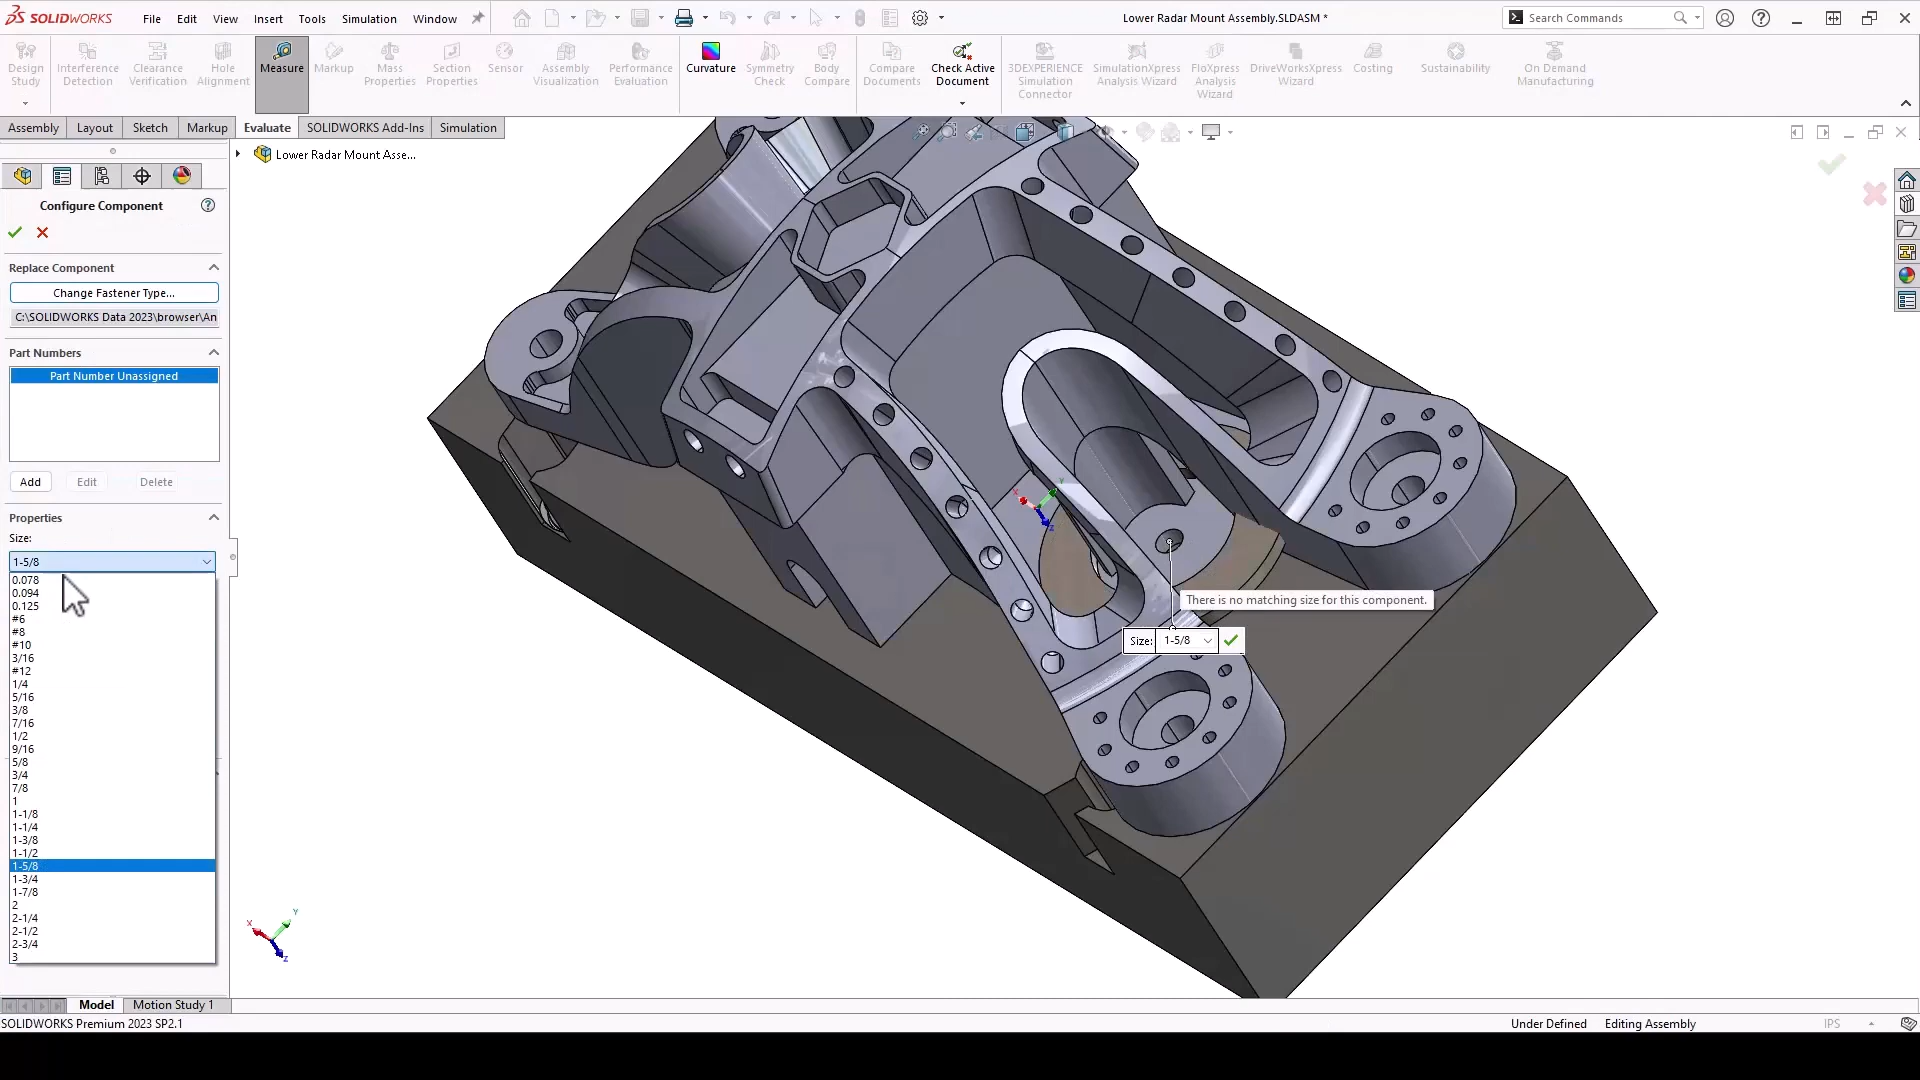 SOLIDWORKS
File
Edit
View
Insert
Tools
Simulation
Window
Lower Radar Mount Assembly.SLDASM *
Search Commands
Design Study
Interference Detection
Clearance Verification
Hole Alignment
Measure
Markup
Mass Properties
Section Properties
Sensor
Assembly Visualization
Performance Evaluation
Curvature
Symmetry Check
Body Compare
Compare Documents
Check Active Document
3DEXPERIENCE Simulation Connector
SimulationXpress Analysis Wizard
FloXpress Analysis Wizard
DriveWorksXpress Wizard
Costing
Sustainability
On Demand Manufacturing
Assembly
Layout
Sketch
Markup
Evaluate
SOLIDWORKS Add-Ins
Simulation
Lower Radar Mount Asse...
Configure Component
Replace Component
Change Fastener Type...
C:\SOLIDWORKS Data 2023\browser\An
Part Numbers
Part Number Unassigned
Add
Edit
Delete
Properties
Size:
1-5/8
0.078
0.094
0.125
#6
#8
#10
3/16
#12
1/4
5/16
3/8
7/16
1/2
9/16
5/8
3/4
7/8
1
1-1/8
1-1/4
1-3/8
1-1/2
1-5/8
1-3/4
1-7/8
2
2-1/4
2-1/2
2-3/4
3
There is no matching size for this component.
Size: 1-5/8
X
Y
Z
X
Y
Z
Model
Motion Study 1
SOLIDWORKS Premium 2023 SP2.1
Under Defined
Editing Assembly
IPS